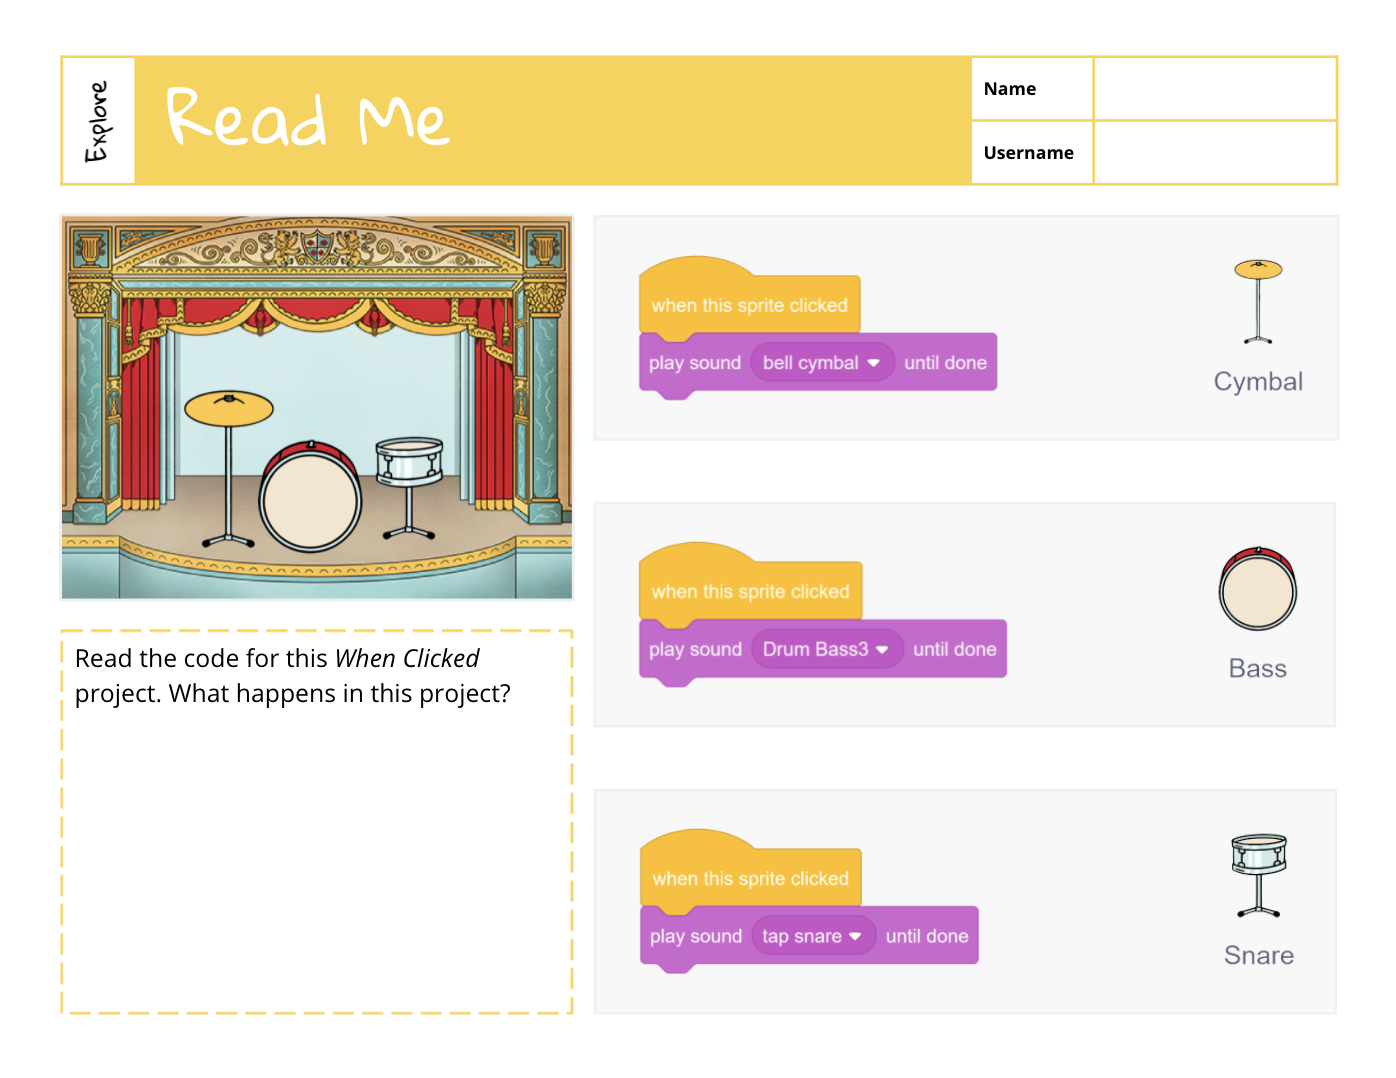 Explore
Read Me
Name
Username
when this sprite clicked
play sound bell cymbal until done
Cymbal
when this sprite clicked
play sound Drum Bass3 until done
Bass
Read the code for this When Clicked
project. What happens in this project?
when this sprite clicked
play sound tap snare until done
Snare